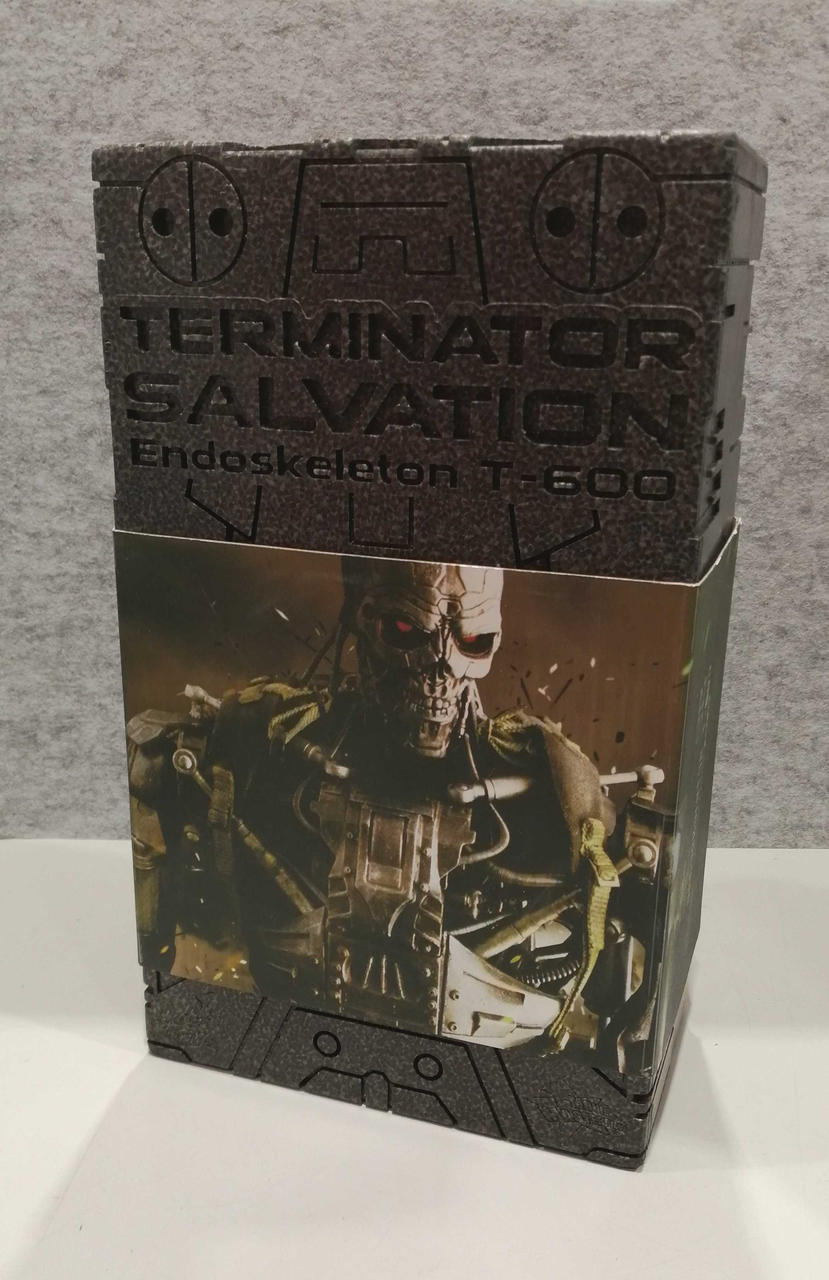 TERMINATOR
SALVATION
Endoskeleton T-600